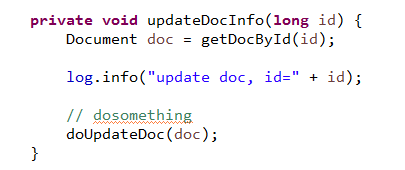 private void updateDocInfo(long id) {
    Document doc = getDocById(id);

    log.info("update doc, id=" + id);

    // dosomething
    doUpdateDoc(doc);
}